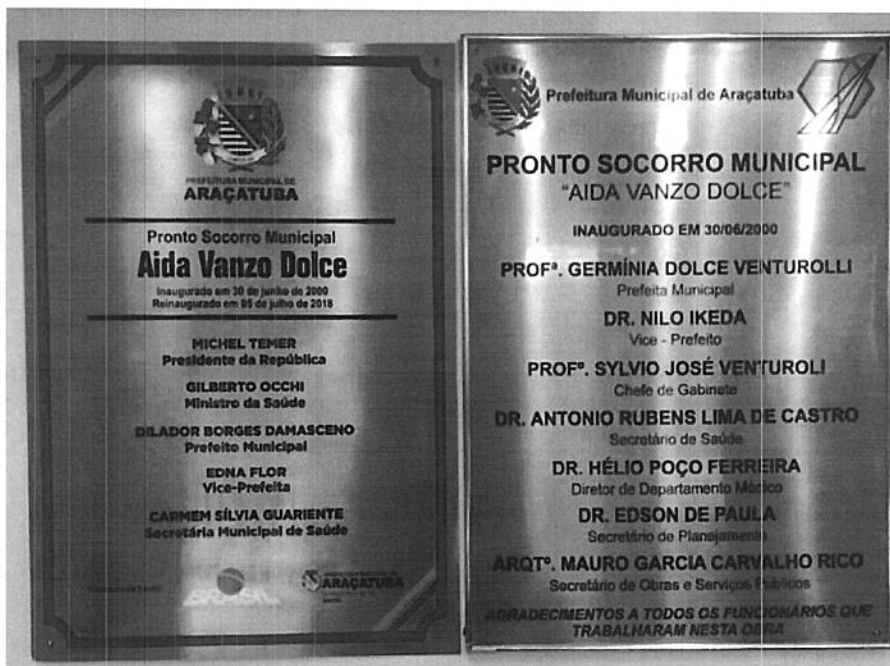 PREFEITURA MUNICIPAL DE
ARAÇATUBA
Pronto Socorro Municipal
Aida Vanzo Dolce
Inaugurado em 30 de junho de 2000
Reinaugurado em 05 de julho de 2018
MICHEL TEMER
Presidente da República
GILBERTO OCCHI
Ministro da Saúde
DILADOR BORGES DAMASCENO
Prefeito Municipal
EDNA FLOR
Vice-Prefeita
CARMEM SÍLVIA GUARIENTE
Secretária Municipal de Saúde
BRASIL
ARAÇATUBA
Prefeitura Municipal de Araçatuba
PRONTO SOCORRO MUNICIPAL
"AIDA VANZO DOLCE"
INAUGURADO EM 30/06/2000
PROFª. GERMÍNIA DOLCE VENTUROLLI
Prefeita Municipal
DR. NILO IKEDA
Vice - Prefeito
PROFº. SYLVIO JOSÉ VENTUROLI
Chefe de Gabinete
DR. ANTONIO RUBENS LIMA DE CASTRO
Secretário de Saúde
DR. HÉLIO POÇO FERREIRA
Diretor de Departamento Médico
DR. EDSON DE PAULA
Secretário de Planejamento
ARQTº. MAURO GARCIA CARVALHO RICO
Secretário de Obras e Serviços Públicos
AGRADECIMENTOS A TODOS OS FUNCIONÁRIOS QUE
TRABALHARAM NESTA OBRA